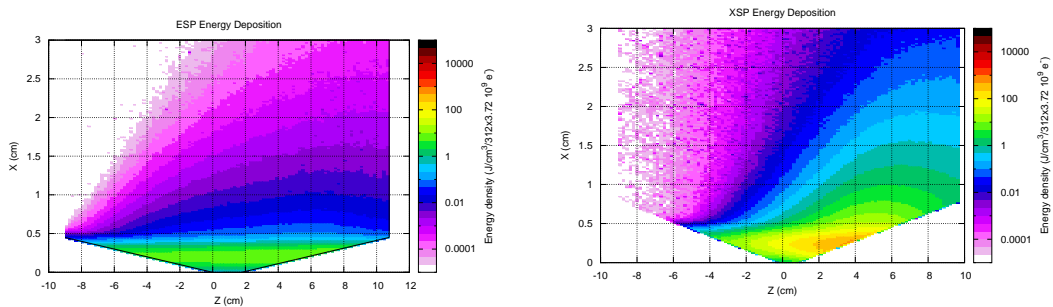 ESP Energy Deposition
3
2.5
2
1.5
1
0.5
0
X (cm)
-10 -8 -6 -4 -2 0 2 4 6 8 10 12
Z (cm)
10000
100
1
0.01
0.0001
Energy density (J/cm³/312x3.72 10⁹ e⁻)
XSP Energy Deposition
3
2.5
2
1.5
1
0.5
0
X (cm)
-10 -8 -6 -4 -2 0 2 4 6 8 10
Z (cm)
10000
100
1
0.01
0.0001
Energy density (J/cm³/312x3.72 10⁹ e⁻)